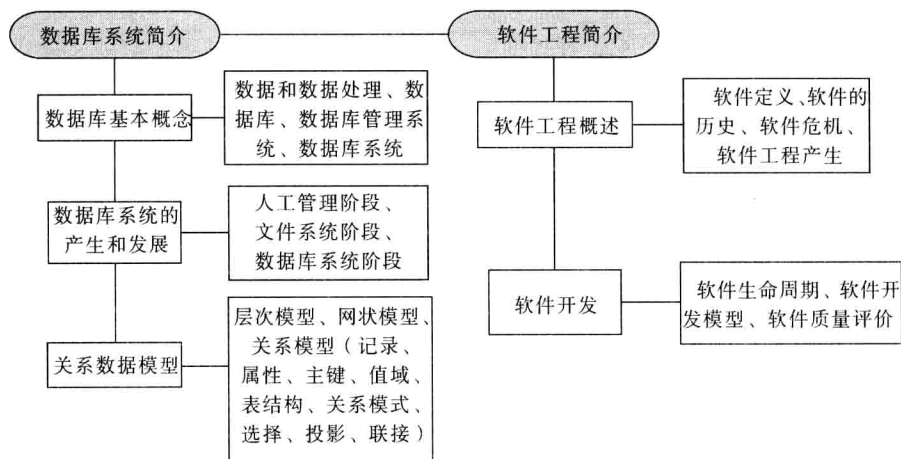 数据库系统简介
数据库基本概念
数据和数据处理、数
据库、数据库管理系
统、数据库系统
数据库系统的
产生和发展
人工管理阶段、
文件系统阶段、
数据库系统阶段
关系数据模型
层次模型、网状模型、
关系模型（记录、
属性、主键、值域、
表结构、关系模式、
选择、投影、联接）
软件工程简介
软件工程概述
软件定义、软件的
历史、软件危机、
软件工程产生
软件开发
软件生命周期、软件开
发模型、软件质量评价